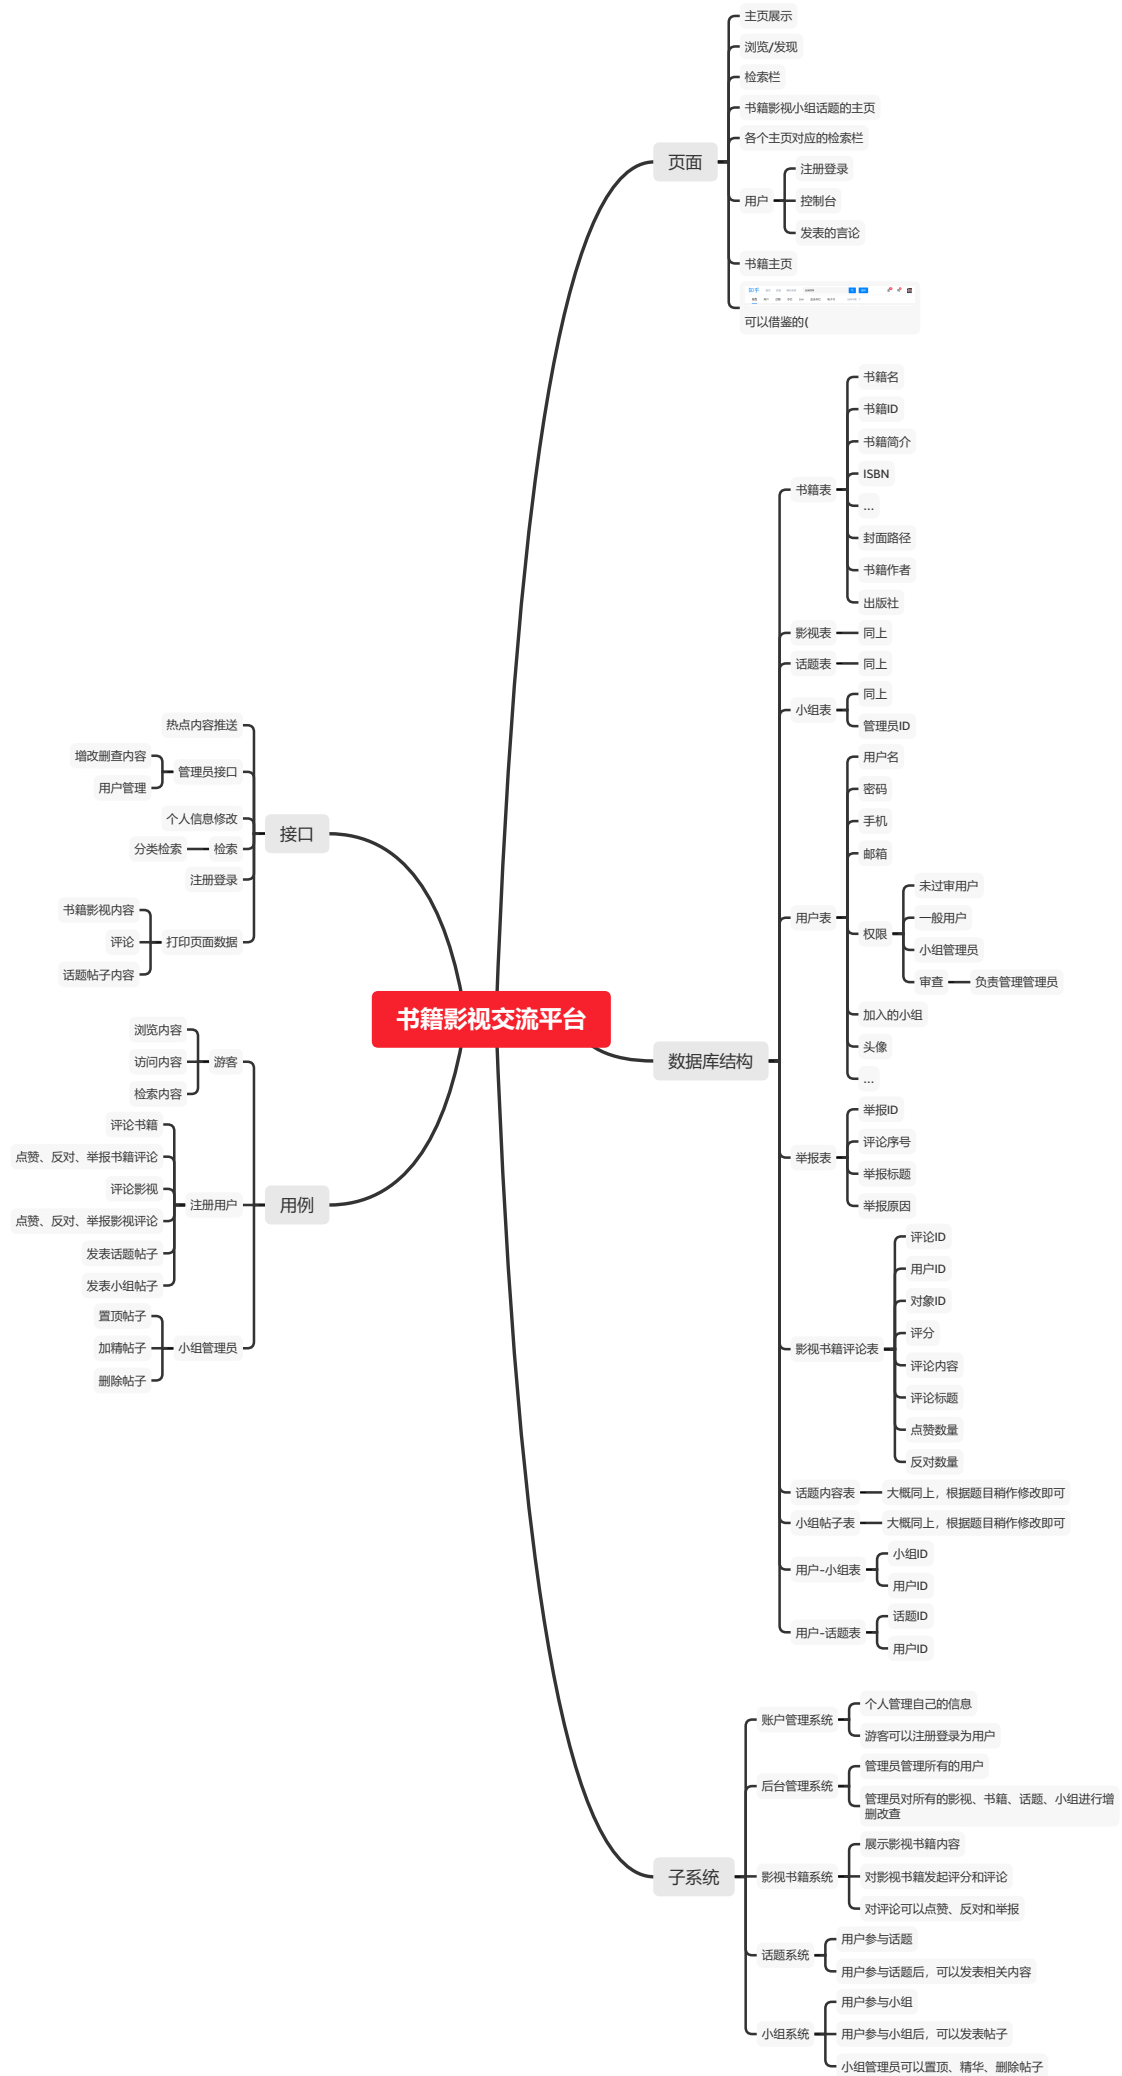 书籍影视交流平台
页面
主页展示
浏览/发现
检索栏
书籍影视小组话题的主页
各个主页对应的检索栏
用户
注册登录
控制台
发表的言论
书籍主页
知乎
可以借鉴的(
数据库结构
书籍表
书籍名
书籍ID
书籍简介
ISBN
...
封面路径
书籍作者
出版社
影视表
同上
话题表
同上
小组表
同上
管理员ID
用户表
用户名
密码
手机
邮箱
权限
未过审用户
一般用户
小组管理员
审查
负责管理管理员
加入的小组
头像
...
举报表
举报ID
评论序号
举报标题
举报原因
影视书籍评论表
评论ID
用户ID
对象ID
评分
评论内容
评论标题
点赞数量
反对数量
话题内容表
大概同上，根据题目稍作修改即可
小组帖子表
大概同上，根据题目稍作修改即可
用户-小组表
小组ID
用户ID
用户-话题表
话题ID
用户ID
子系统
账户管理系统
个人管理自己的信息
游客可以注册登录为用户
后台管理系统
管理员管理所有的用户
管理员对所有的影视、书籍、话题、小组进行增
删改查
影视书籍系统
展示影视书籍内容
对影视书籍发起评分和评论
对评论可以点赞、反对和举报
话题系统
用户参与话题
用户参与话题后，可以发表相关内容
小组系统
用户参与小组
用户参与小组后，可以发表帖子
小组管理员可以置顶、精华、删除帖子
接口
热点内容推送
管理员接口
增改删查内容
用户管理
个人信息修改
检索
分类检索
注册登录
打印页面数据
书籍影视内容
评论
话题帖子内容
用例
游客
浏览内容
访问内容
检索内容
注册用户
评论书籍
点赞、反对、举报书籍评论
评论影视
点赞、反对、举报影视评论
发表话题帖子
发表小组帖子
小组管理员
置顶帖子
加精帖子
删除帖子